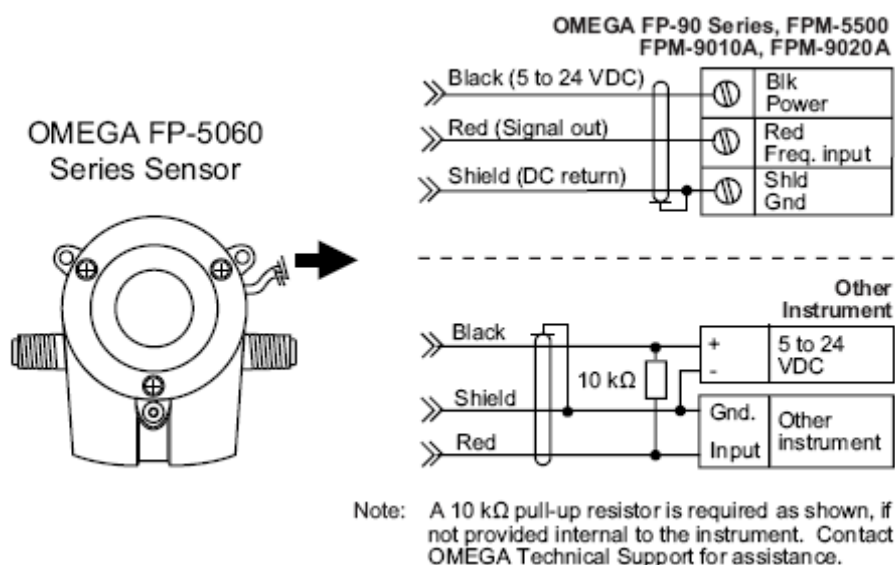 OMEGA FP-90 Series, FPM-5500
FPM-9010A, FPM-9020A
OMEGA FP-5060
Series Sensor
Black (5 to 24 VDC)
Blk
Power
Red (Signal out)
Red
Freq. input
Shield (DC return)
Shld
Gnd
Other
Instrument
Black
+
-
5 to 24
VDC
10 kΩ
Shield
Gnd.
Other
instrument
Red
Input
Note: A 10 kΩ pull-up resistor is required as shown, if
not provided internal to the instrument. Contact
OMEGA Technical Support for assistance.